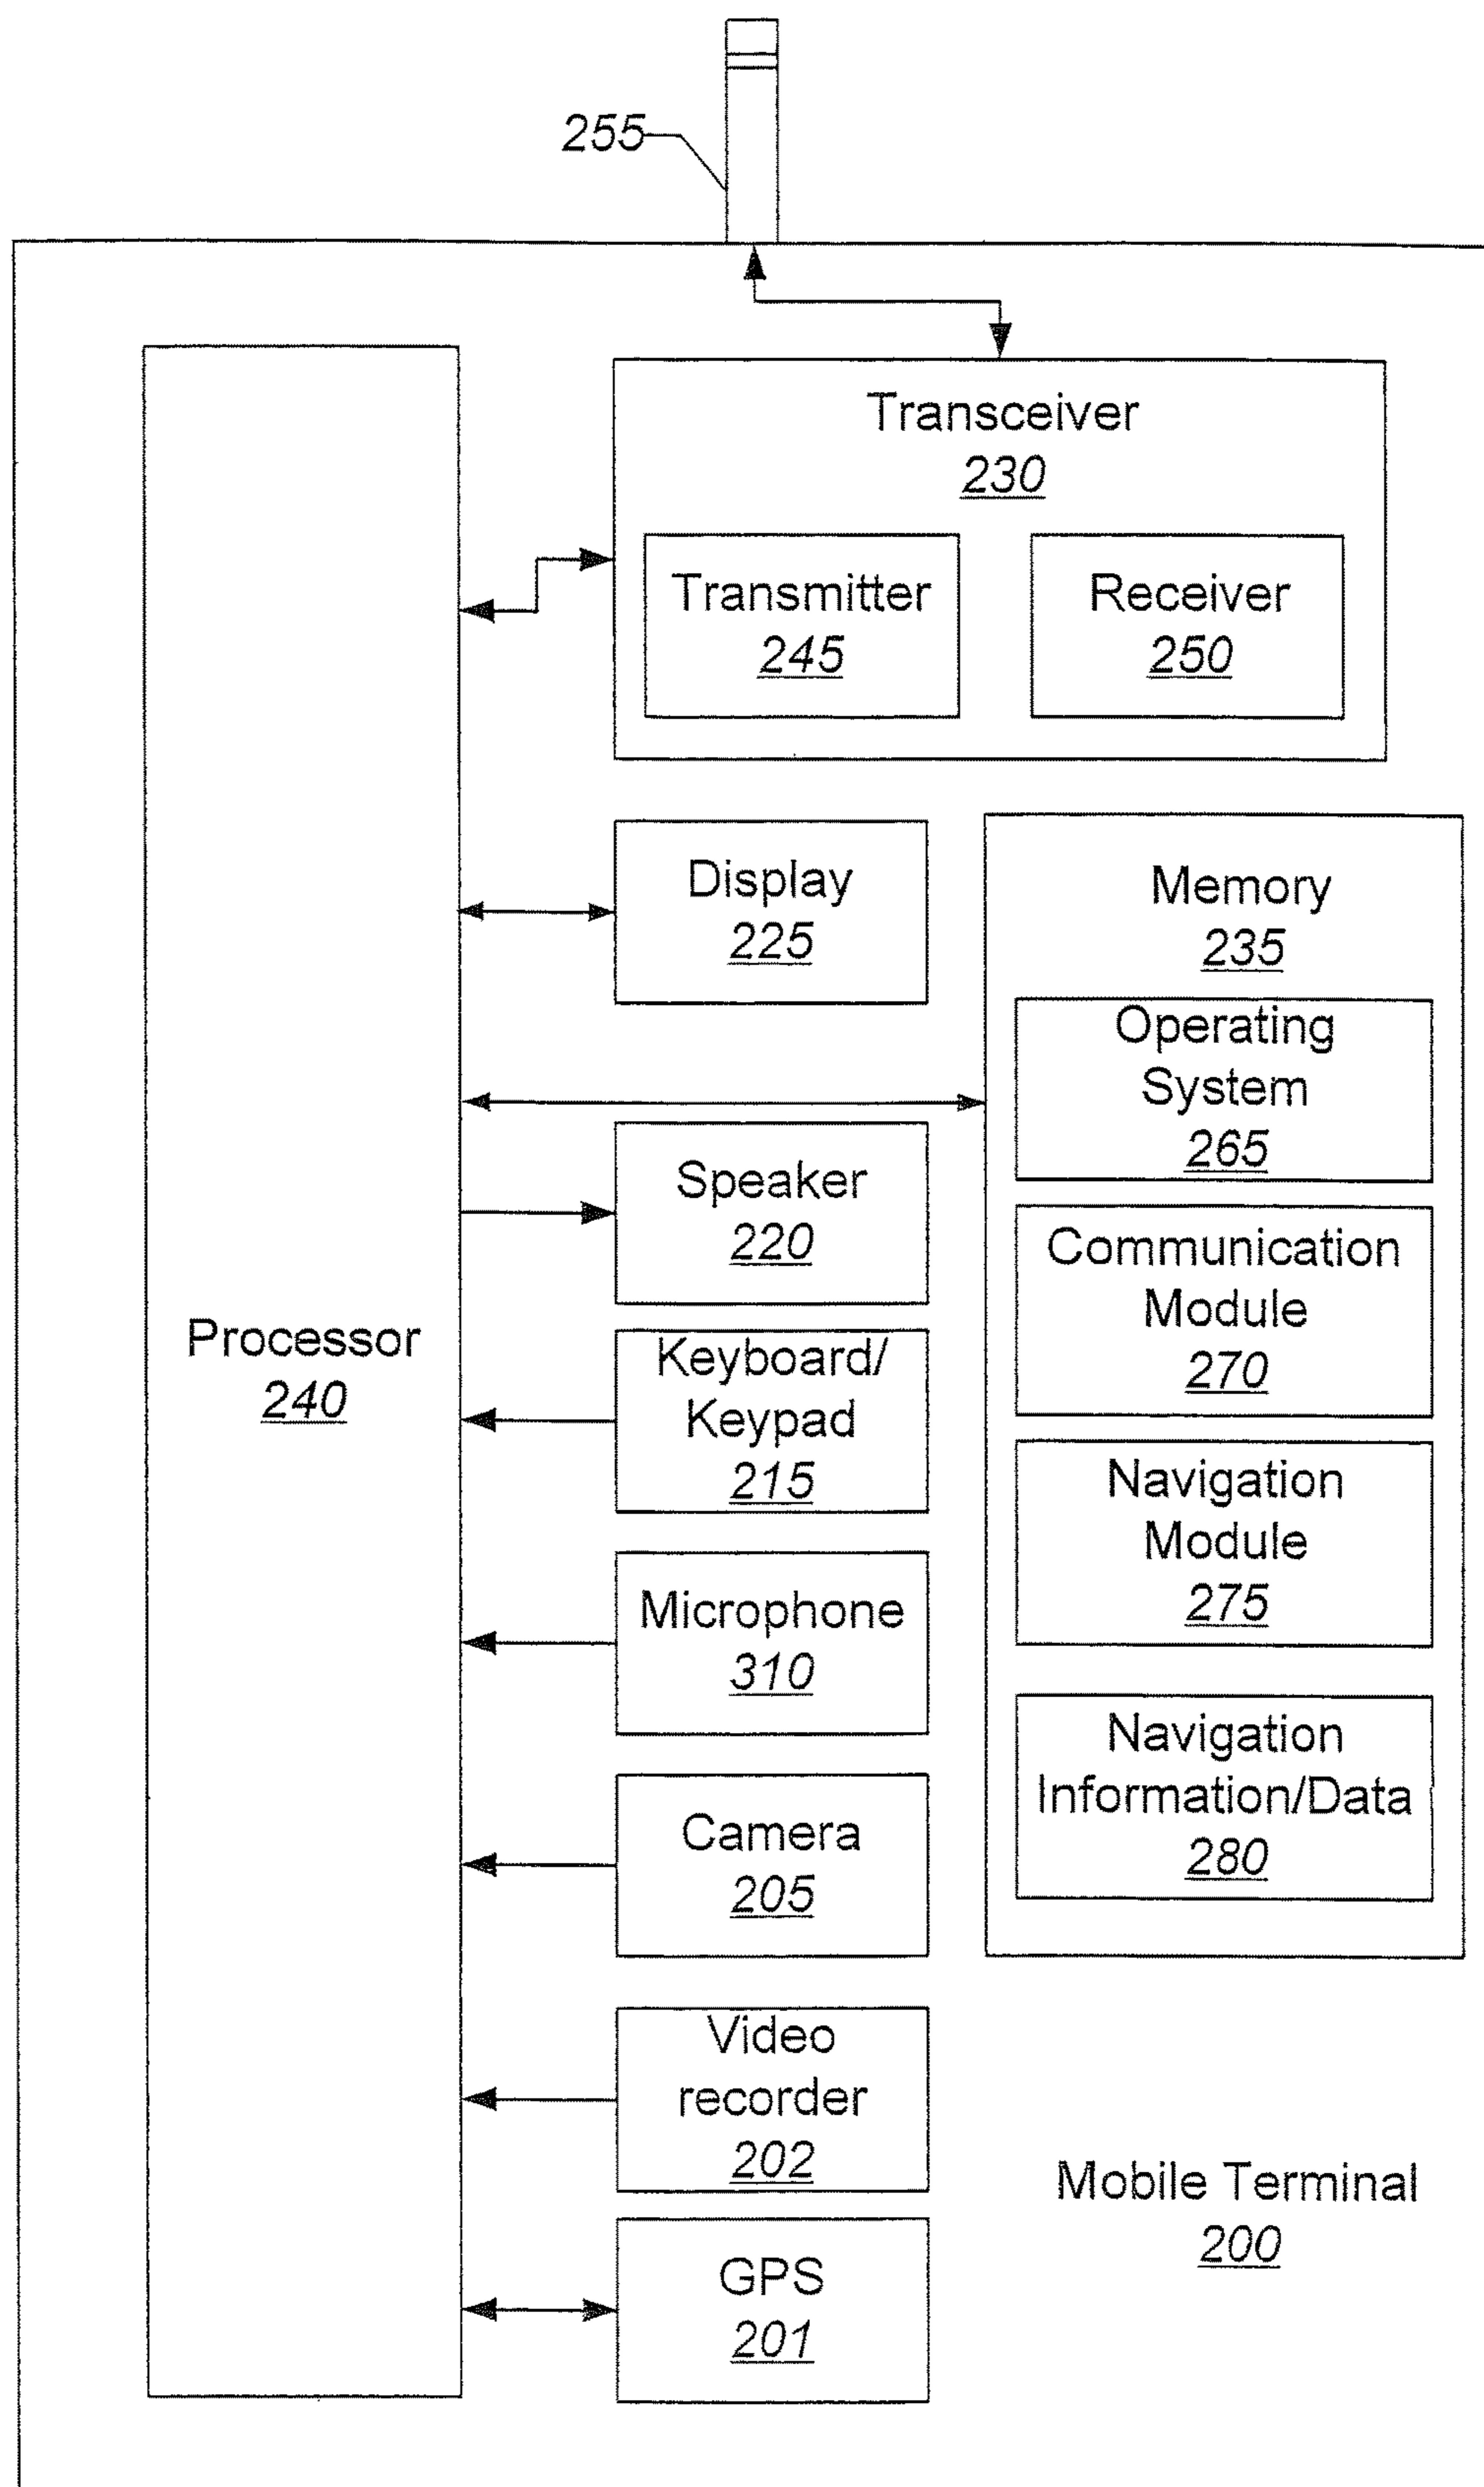 255
Transceiver
230
Transmitter
245
Receiver
250
Display
225
Memory
235
Operating
System
265
Speaker
220
Communication
Module
270
Processor
240
Keyboard/
Keypad
215
Navigation
Module
275
Microphone
310
Navigation
Information/Data
280
Camera
205
Video
recorder
202
Mobile Terminal
200
GPS
201